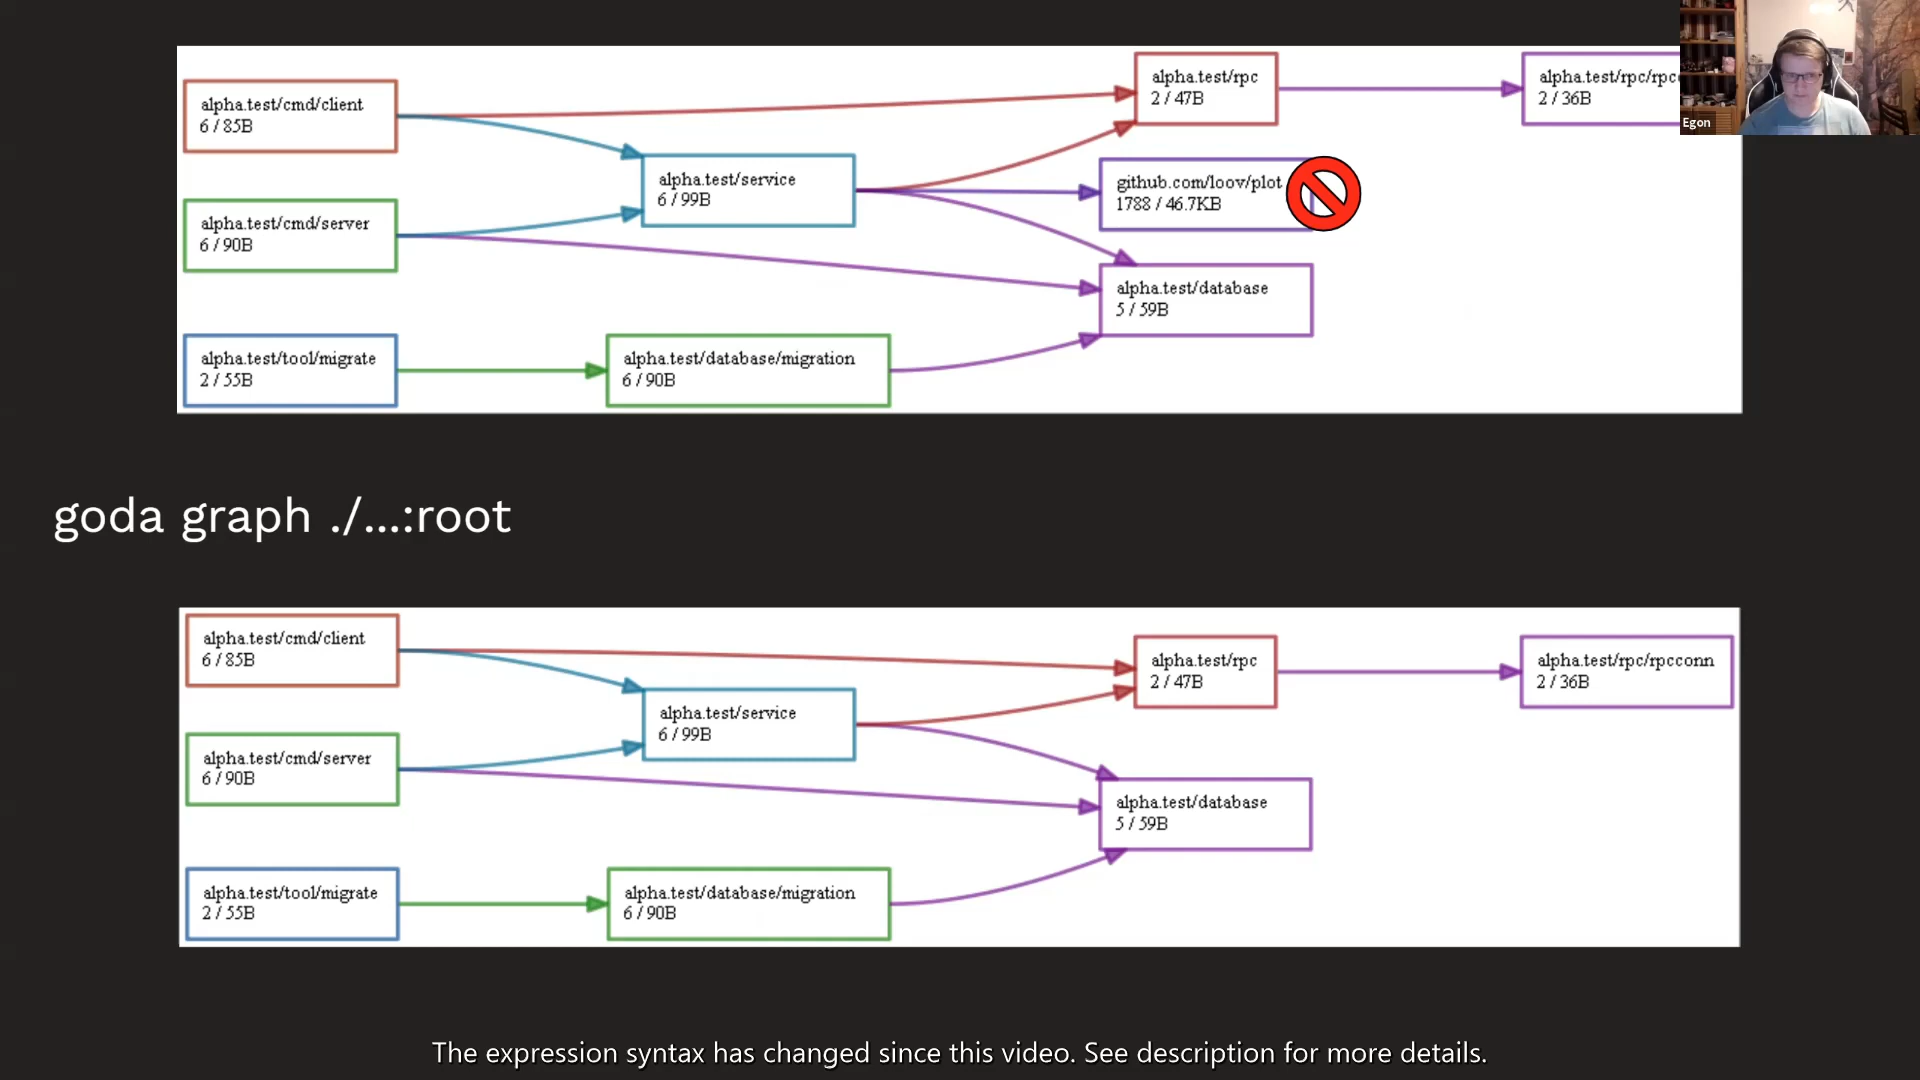 alpha.test/cmd/client
6 / 85B
alpha.test/rpc
2 / 47B
alpha.test/rpc/rpc
2 / 36B
Egon
alpha.test/service
6 / 99B
github.com/loov/plot
1788 / 46.7KB
alpha.test/cmd/server
6 / 90B
alpha.test/database
5 / 59B
alpha.test/tool/migrate
2 / 55B
alpha.test/database/migration
6 / 90B
goda graph ./...:root
alpha.test/cmd/client
6 / 85B
alpha.test/rpc
2 / 47B
alpha.test/rpc/rpcconn
2 / 36B
alpha.test/service
6 / 99B
alpha.test/cmd/server
6 / 90B
alpha.test/database
5 / 59B
alpha.test/tool/migrate
2 / 55B
alpha.test/database/migration
6 / 90B
The expression syntax has changed since this video. See description for more details.